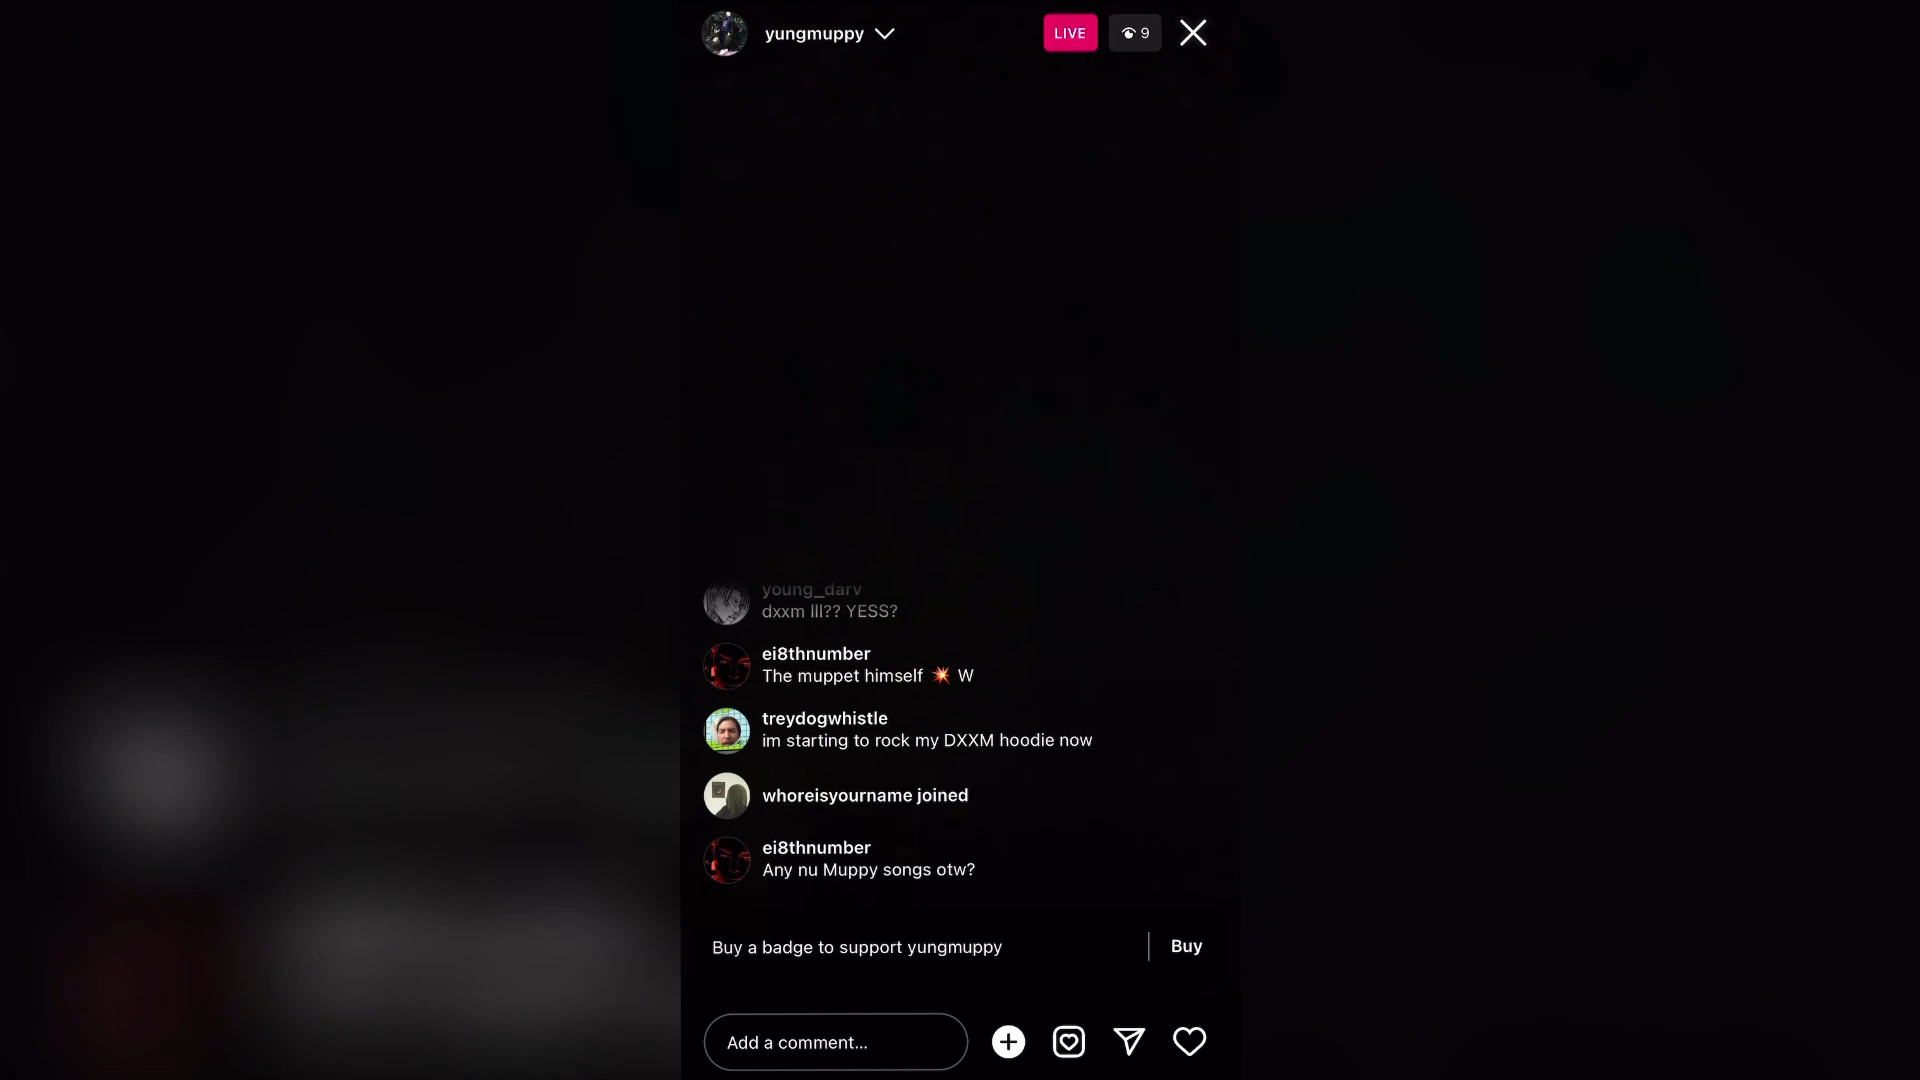 yungmuppy
LIVE
9
young_darv
dxxm III?? YESS?
ei8thnumber
The muppet himself 💥 W
treydogwhistle
im starting to rock my DXXM hoodie now
whoreisyourname joined
ei8thnumber
Any nu Muppy songs otw?
Buy a badge to support yungmuppy
Buy
Add a comment...